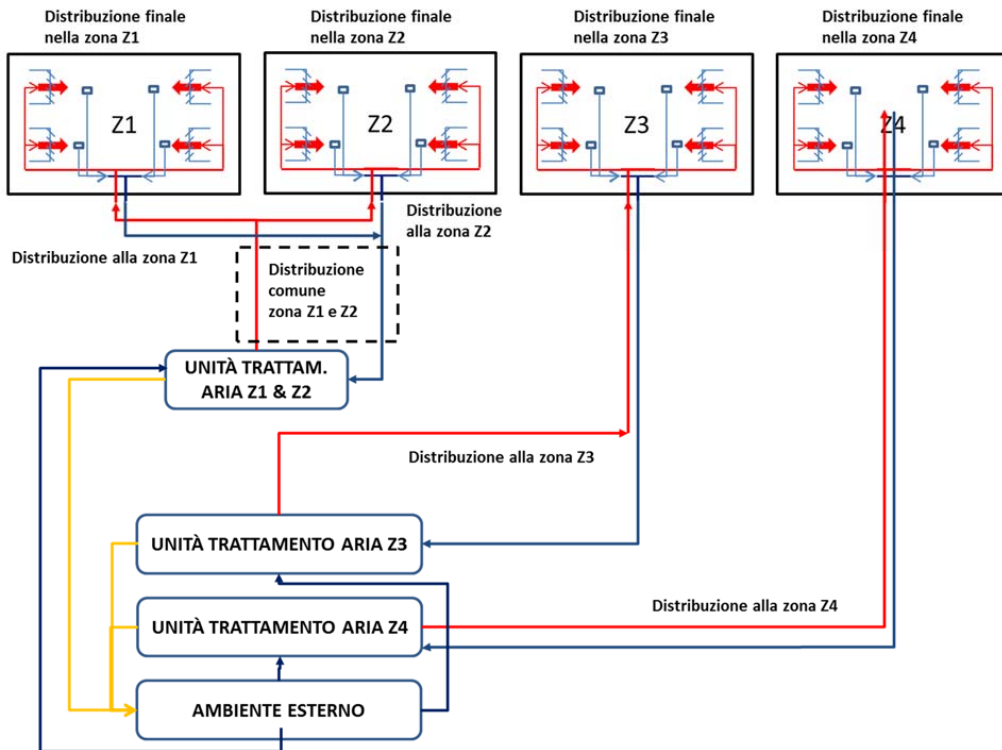 Distribuzione finale
nella zona Z1
Distribuzione finale
nella zona Z2
Distribuzione finale
nella zona Z3
Distribuzione finale
nella zona Z4
Z1
Z2
Z3
Z4
Distribuzione
alla zona Z2
Distribuzione alla zona Z1
Distribuzione
comune
zona Z1 e Z2
UNITÀ TRATTAM.
ARIA Z1 & Z2
Distribuzione alla zona Z3
UNITÀ TRATTAMENTO ARIA Z3
Distribuzione alla zona Z4
UNITÀ TRATTAMENTO ARIA Z4
AMBIENTE ESTERNO